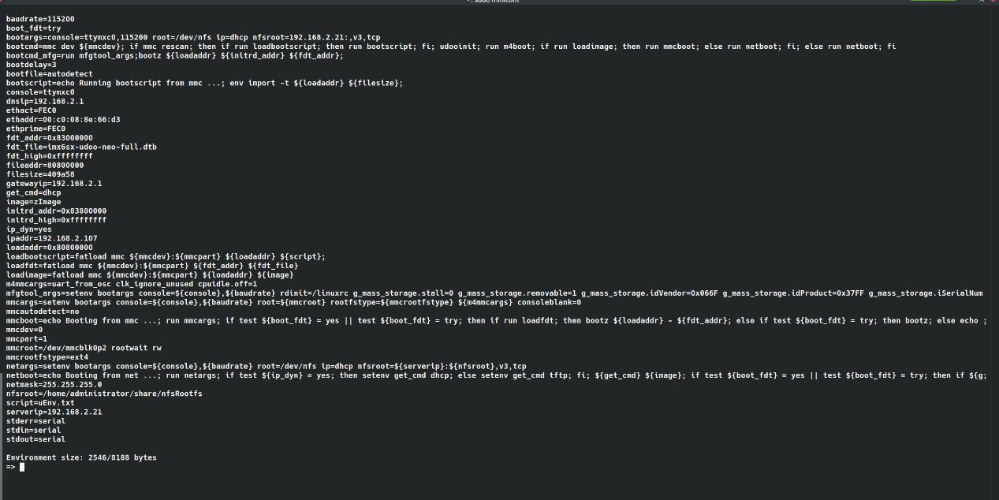 ~ : sudo minicom
baudrate=115200
boot_fdt=try
bootargs=console=ttymxc0,115200 root=/dev/nfs ip=dhcp nfsroot=192.168.2.21:,v3,tcp
bootcmd=mmc dev ${mmcdev}; if mmc rescan; then if run loadbootscript; then run bootscript; fi; udooinit; run m4boot; if run loadimage; then run mmcboot; else run netboot; fi; else run netboot; fi
bootcmd_mfg=run mfgtool_args;bootz ${loadaddr} ${initrd_addr} ${fdt_addr};
bootdelay=3
bootfile=autodetect
bootscript=echo Running bootscript from mmc ...; env import -t ${loadaddr} ${filesize};
console=ttymxc0
dnsip=192.168.2.1
ethact=FEC0
ethaddr=00:c0:08:8e:66:d3
ethprime=FEC0
fdt_addr=0x83000000
fdt_file=imx6sx-udoo-neo-full.dtb
fdt_high=0xffffffff
fileaddr=80800000
filesize=409a58
gatewayip=192.168.2.1
get_cmd=dhcp
image=zImage
initrd_addr=0x83800000
initrd_high=0xffffffff
ip_dyn=yes
ipaddr=192.168.2.107
loadaddr=0x80800000
loadbootscript=fatload mmc ${mmcdev}:${mmcpart} ${loadaddr} ${script};
loadfdt=fatload mmc ${mmcdev}:${mmcpart} ${fdt_addr} ${fdt_file}
loadimage=fatload mmc ${mmcdev}:${mmcpart} ${loadaddr} ${image}
m4mmcargs=uart_from_osc clk_ignore_unused cpuidle.off=1
mfgtool_args=setenv bootargs console=${console},${baudrate} rdinit=/linuxrc g_mass_storage.stall=0 g_mass_storage.removable=1 g_mass_storage.idVendor=0x066F g_mass_storage.idProduct=0x37FF g_mass_storage.iSerialNum
mmcargs=setenv bootargs console=${console},${baudrate} root=${mmcroot} rootfstype=${mmcrootfstype} ${m4mmcargs} consoleblank=0
mmcautodetect=no
mmcboot=echo Booting from mmc ...; run mmcargs; if test ${boot_fdt} = yes || test ${boot_fdt} = try; then if run loadfdt; then bootz ${loadaddr} - ${fdt_addr}; else if test ${boot_fdt} = try; then bootz; else echo ;
mmcdev=0
mmcpart=1
mmcroot=/dev/mmcblk0p2 rootwait rw
mmcrootfstype=ext4
netargs=setenv bootargs console=${console},${baudrate} root=/dev/nfs ip=dhcp nfsroot=${serverip}:${nfsroot},v3,tcp
netboot=echo Booting from net ...; run netargs; if test ${ip_dyn} = yes; then setenv get_cmd dhcp; else setenv get_cmd tftp; fi; ${get_cmd} ${image}; if test ${boot_fdt} = yes || test ${boot_fdt} = try; then if ${g;
netmask=255.255.255.0
nfsroot=/home/administrator/share/nfsRootfs
script=uEnv.txt
serverip=192.168.2.21
stderr=serial
stdin=serial
stdout=serial
Environment size: 2546/8188 bytes
=>